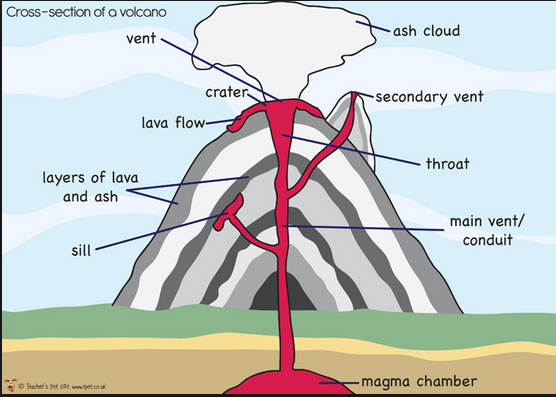 Cross-section of a volcano
vent
ash cloud
crater
secondary vent
lava flow
throat
layers of lava
and ash
main vent/
conduit
sill
magma chamber
© Teacher's Pet 2012 www.tpet.co.uk